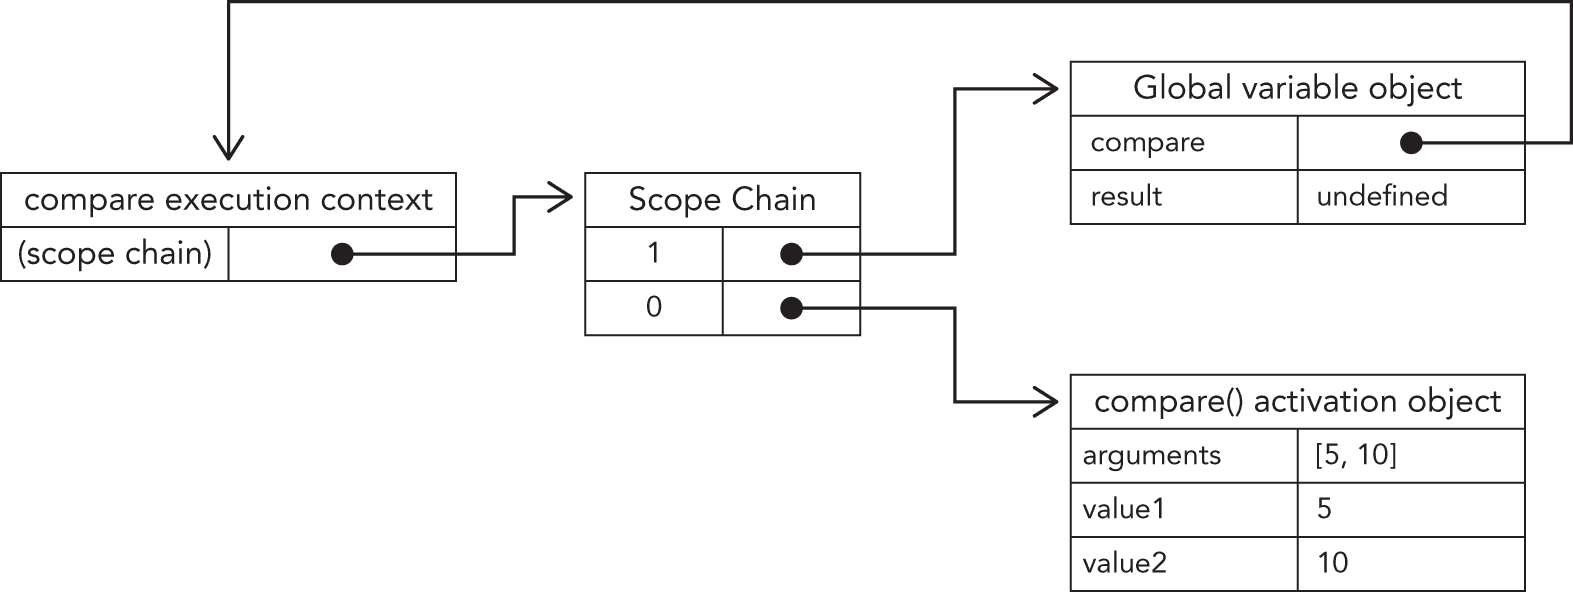 compare execution context
(scope chain)
Scope Chain
1
0
Global variable object
compare
result undefined
compare() activation object
arguments [5, 10]
value1 5
value2 10